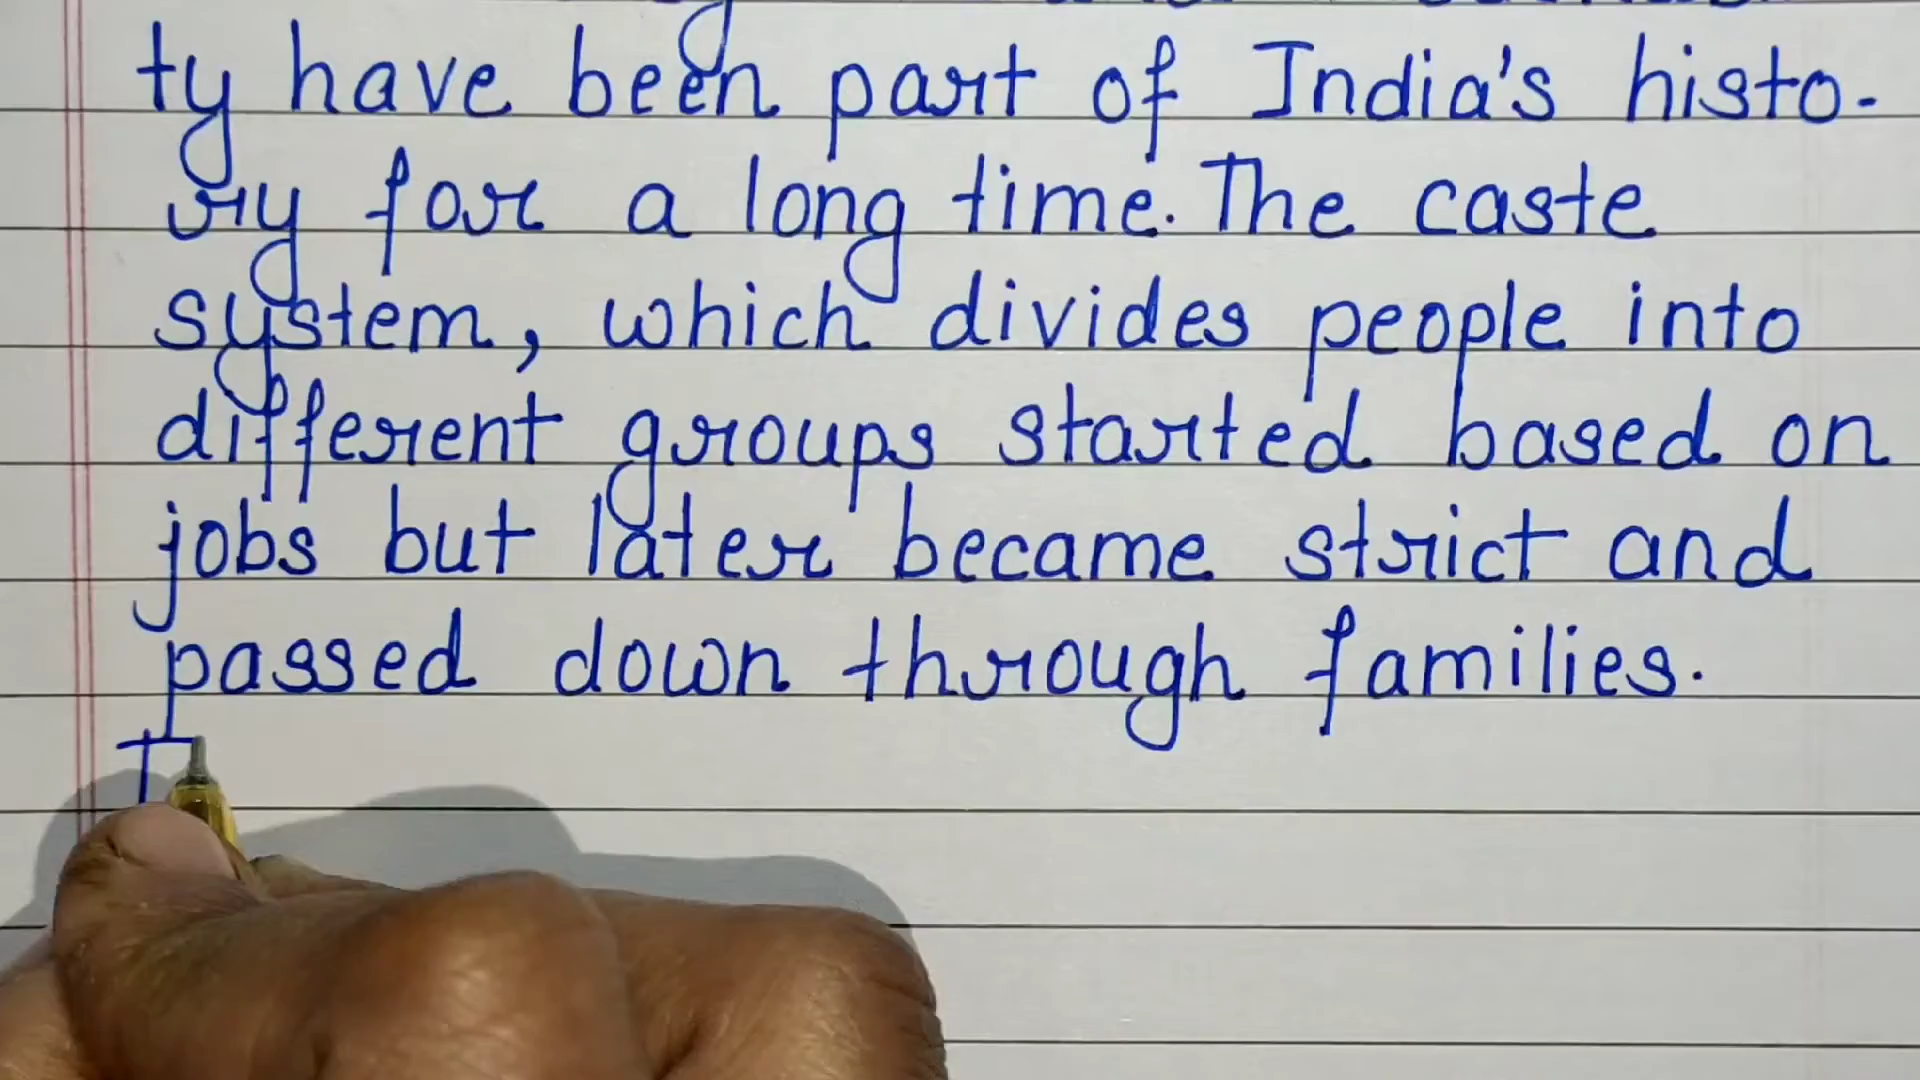 ty have been part of India's histo-
ry for a long time. The caste
system, which divides people into
different groups started based on
jobs but later became strict and
passed down through families.
T